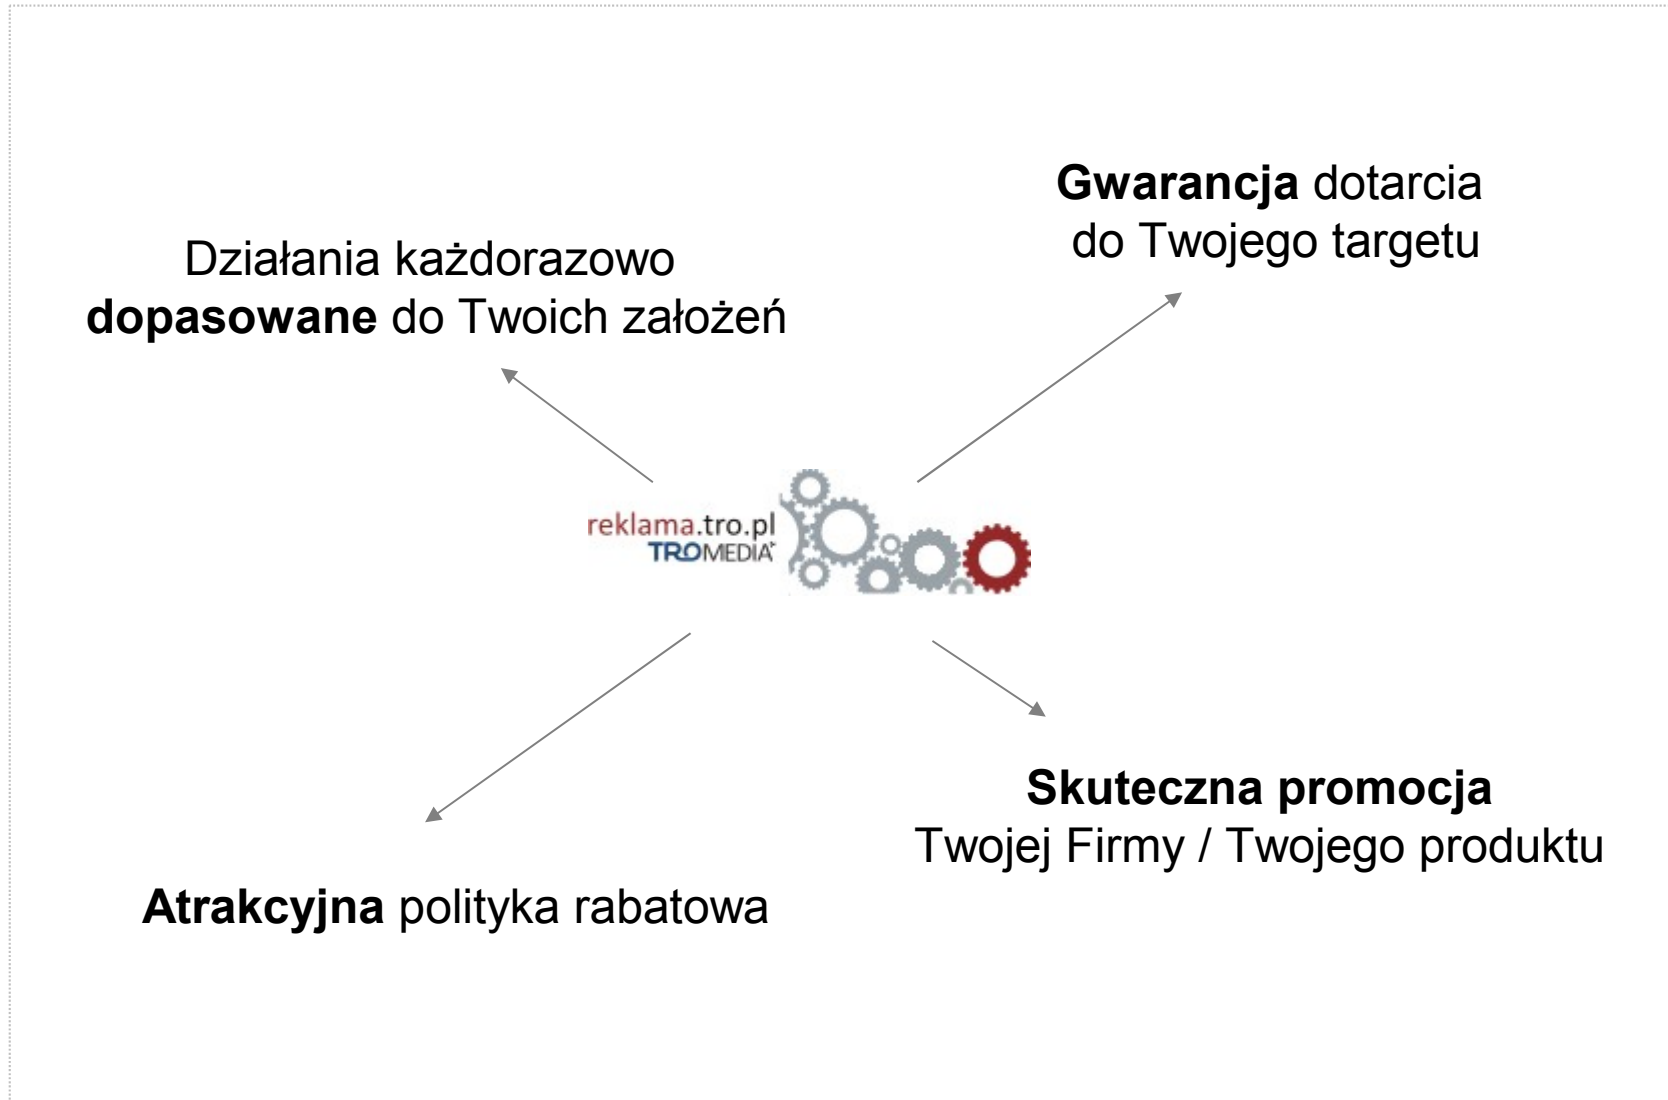 Gwarancja dotarcia
do Twojego targetu
Działania każdorazowo
dopasowane do Twoich założeń
reklama.tro.pl
TROMEDIA
Skuteczna promocja
Twojej Firmy / Twojego produktu
Atrakcyjna polityka rabatowa